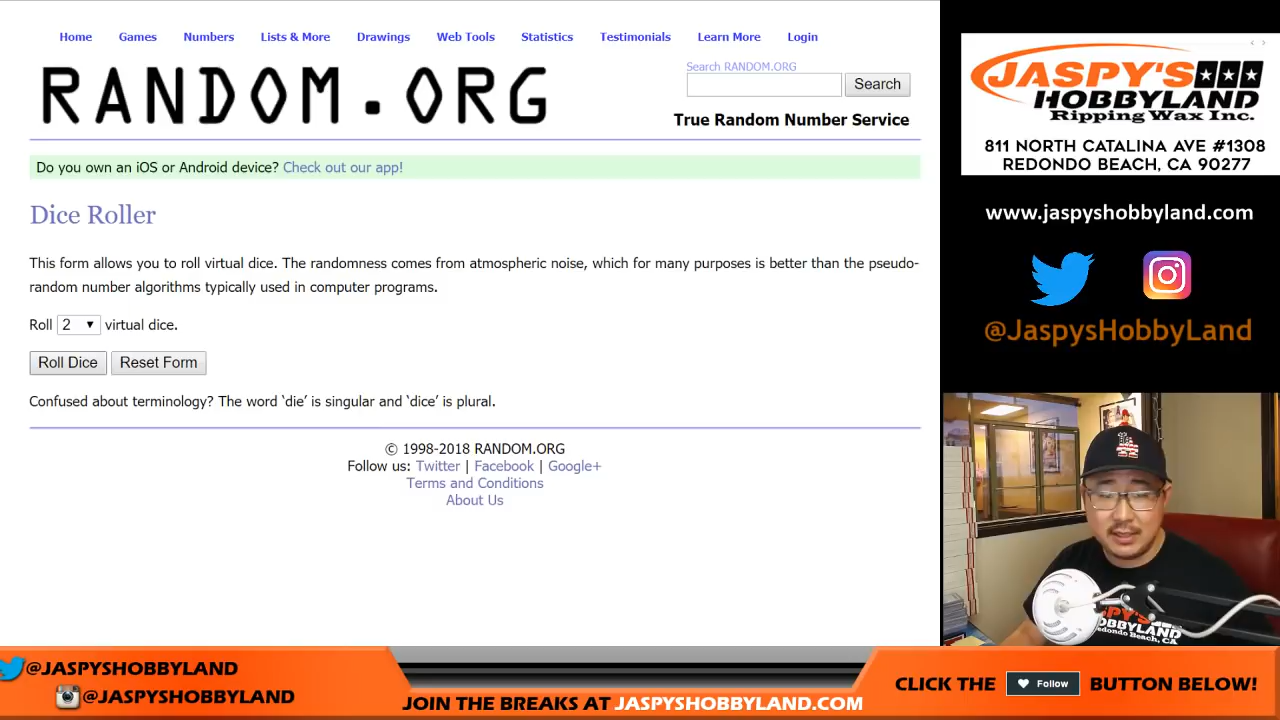 Home Games Numbers Lists & More Drawings Web Tools Statistics Testimonials Learn More Login
RANDOM.ORG
Search RANDOM.ORG
Search
True Random Number Service
Do you own an iOS or Android device? Check out our app!
Dice Roller
This form allows you to roll virtual dice. The randomness comes from atmospheric noise, which for many purposes is better than the pseudo-
random number algorithms typically used in computer programs.
Roll 2 virtual dice.
Roll Dice Reset Form
Confused about terminology? The word ‘die’ is singular and ‘dice’ is plural.
© 1998-2018 RANDOM.ORG
Follow us: Twitter | Facebook | Google+
Terms and Conditions
About Us
JASPY'S
HOBBYLAND
Ripping Wax Inc.
811 NORTH CATALINA AVE #1308
REDONDO BEACH, CA 90277
www.jaspyshobbyland.com
@JaspysHobbyLand
HOBBYLAND
Redondo Beach, CA
@JASPYSHOBBYLAND
@JASPYSHOBBYLAND
JOIN THE BREAKS AT JASPYSHOBBYLAND.COM
CLICK THE Follow BUTTON BELOW!